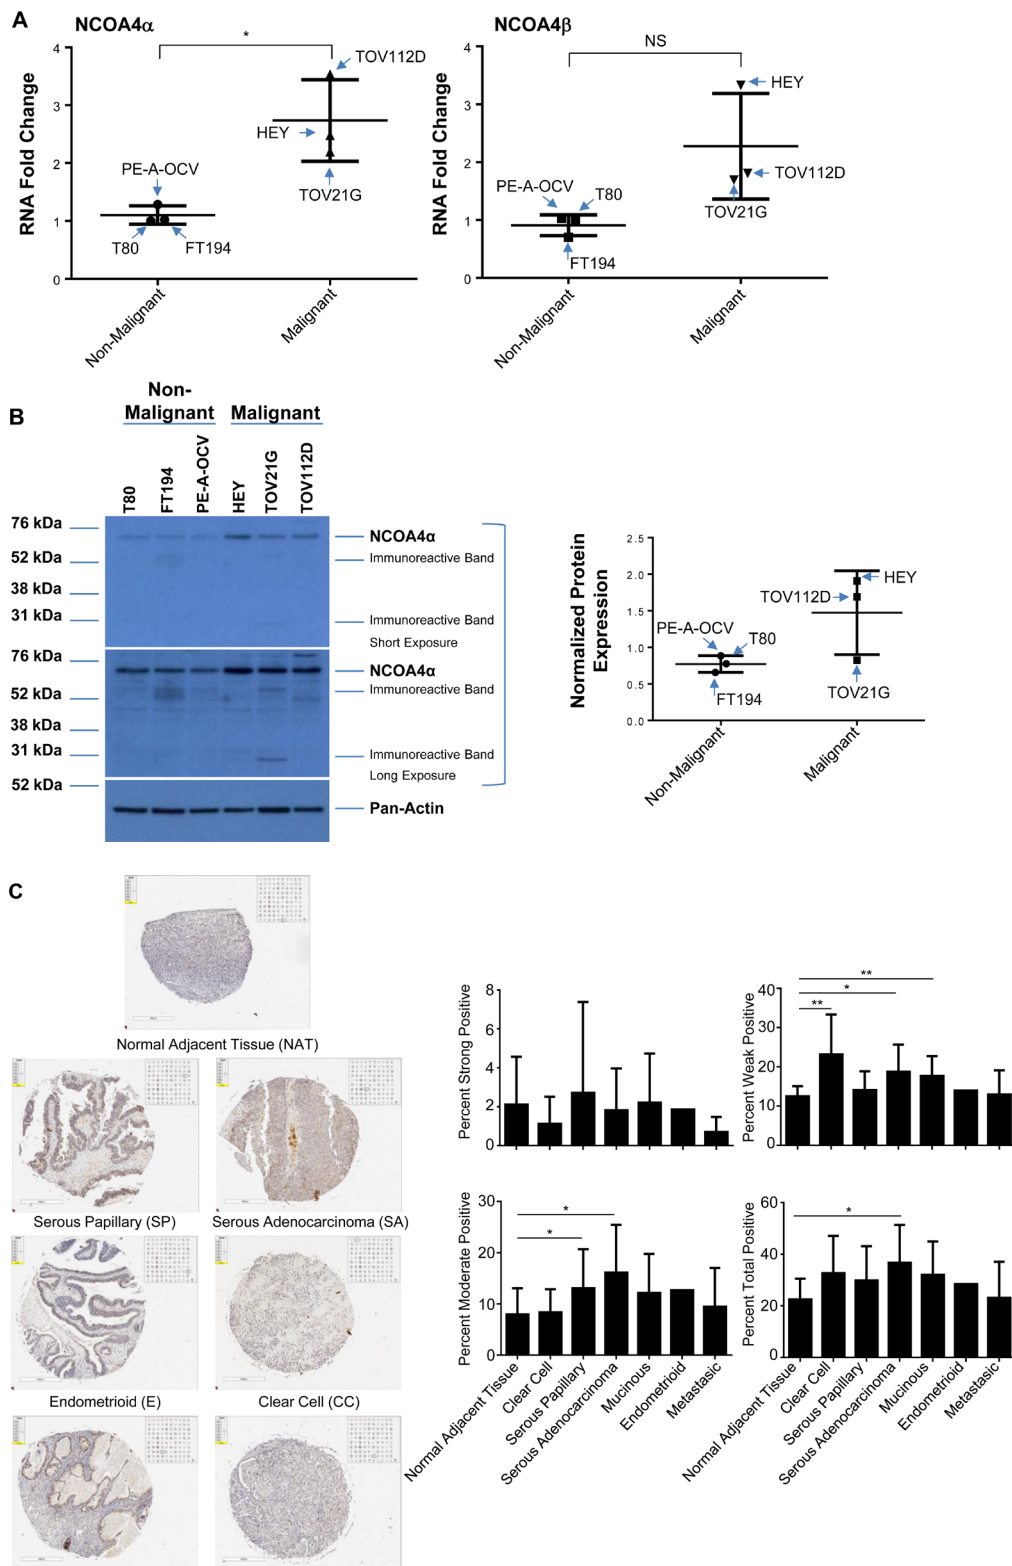 A
NCOA4α
4
3
2
1
0
RNA Fold Change
*
TOV112D
HEY
TOV21G
PE-A-OCV
T80
FT194
Non-Malignant
Malignant
NCOA4β
4
3
2
1
0
RNA Fold Change
NS
HEY
TOV112D
TOV21G
PE-A-OCV
T80
FT194
Non-Malignant
Malignant
B
Non-
Malignant
Malignant
T80
FT194
PE-A-OCV
HEY
TOV21G
TOV112D
76 kDa
52 kDa
38 kDa
31 kDa
76 kDa
52 kDa
38 kDa
31 kDa
52 kDa
NCOA4α
Immunoreactive Band
Immunoreactive Band
Short Exposure
NCOA4α
Immunoreactive Band
Immunoreactive Band
Long Exposure
Pan-Actin
Normalized Protein
Expression
2.5
2.0
1.5
1.0
0.5
0.0
HEY
TOV112D
TOV21G
PE-A-OCV
T80
FT194
Non-Malignant
Malignant
C
Normal Adjacent Tissue (NAT)
Serous Papillary (SP)
Serous Adenocarcinoma (SA)
Endometrioid (E)
Clear Cell (CC)
Percent Strong Positive
8
6
4
2
0
Percent Weak Positive
40
30
20
10
0
**
*
**
Percent Moderate Positive
30
20
10
0
*
*
Normal Adjacent Tissue
Clear Cell
Serous Papillary
Serous Adenocarcinoma
Mucinous
Endometrioid
Metastasic
Percent Total Positive
60
40
20
0
*
Normal Adjacent Tissue
Clear Cell
Serous Papillary
Serous Adenocarcinoma
Mucinous
Endometrioid
Metastasic